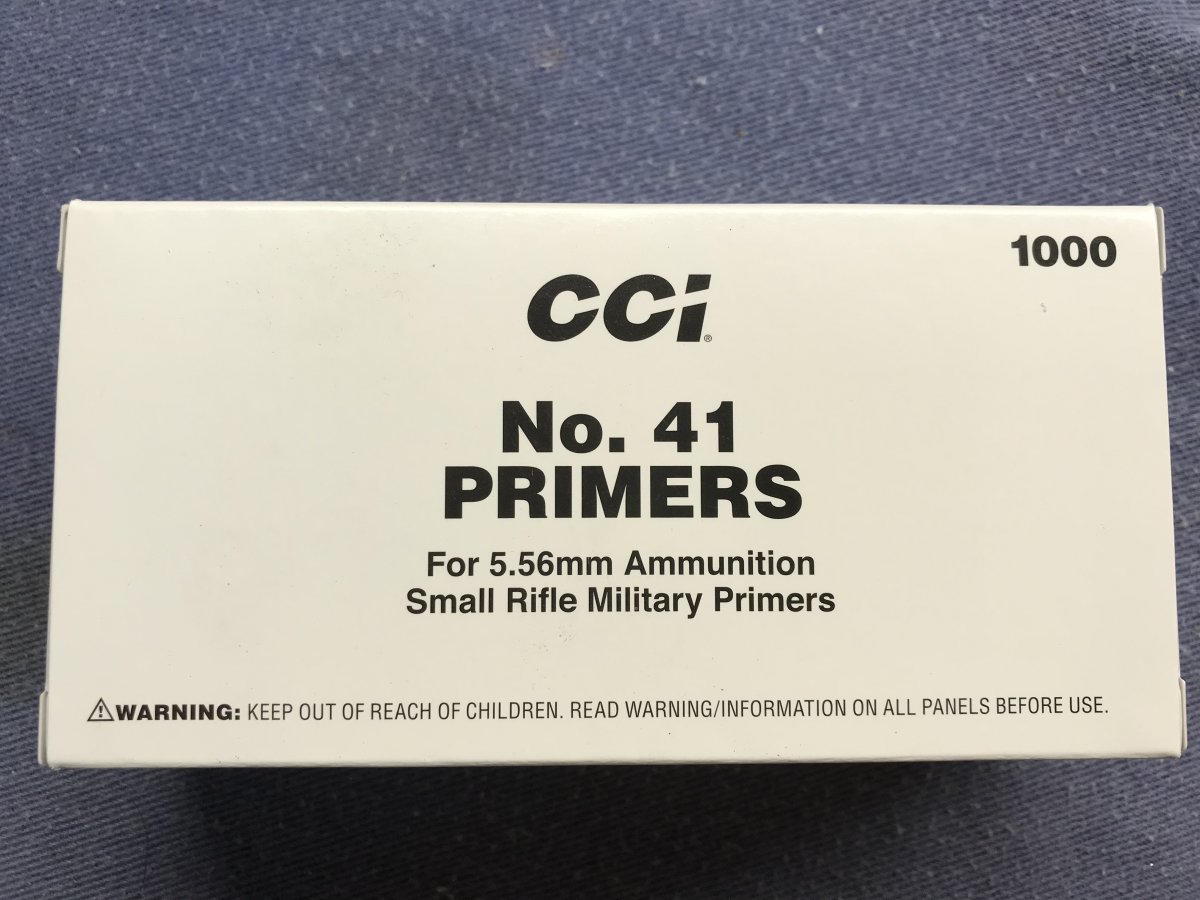 1000
CCI®
No. 41
PRIMERS
For 5.56mm Ammunition
Small Rifle Military Primers
⚠WARNING: KEEP OUT OF REACH OF CHILDREN. READ WARNING/INFORMATION ON ALL PANELS BEFORE USE.